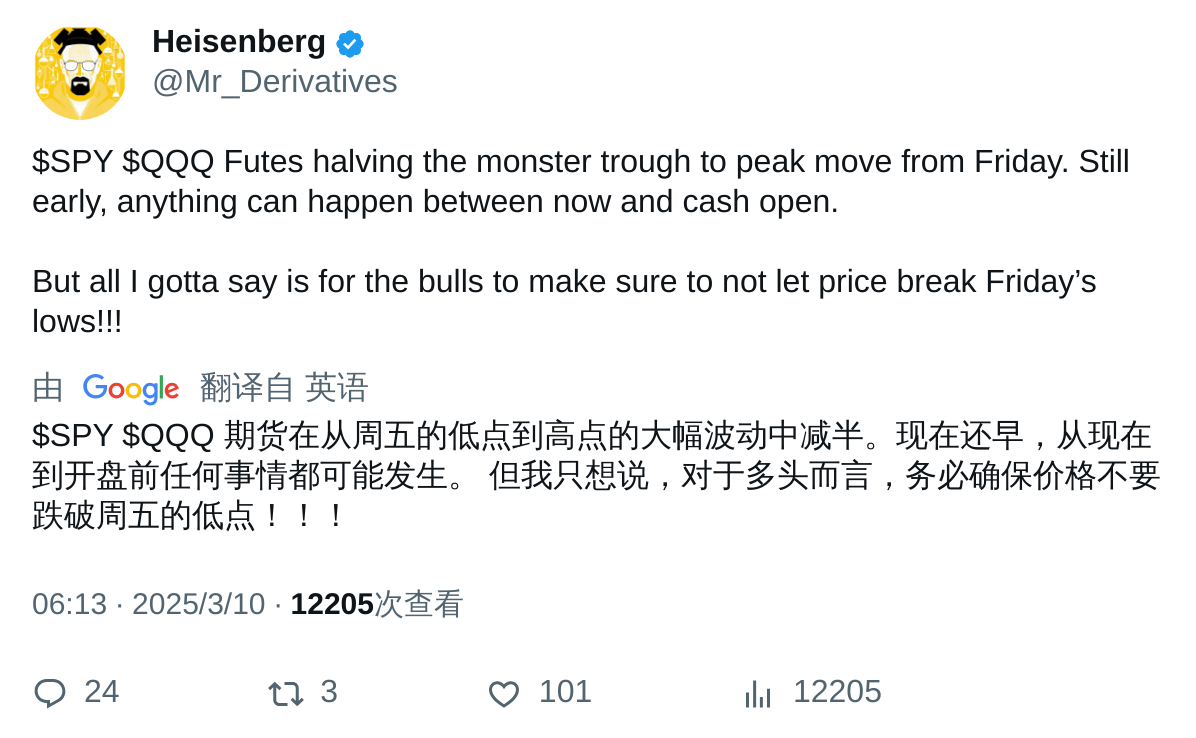 Heisenberg
@Mr_Derivatives
$SPY $QQQ Futes halving the monster trough to peak move from Friday. Still
early, anything can happen between now and cash open.
But all I gotta say is for the bulls to make sure to not let price break Friday’s
lows!!!
由 Google 翻译自 英语
$SPY $QQQ 期货在从周五的低点到高点的大幅波动中减半。现在还早，从现在
到开盘前任何事情都可能发生。 但我只想说，对于多头而言，务必确保价格不要
跌破周五的低点！！！
06:13 · 2025/3/10 · 12205次查看
24 3 101 12205